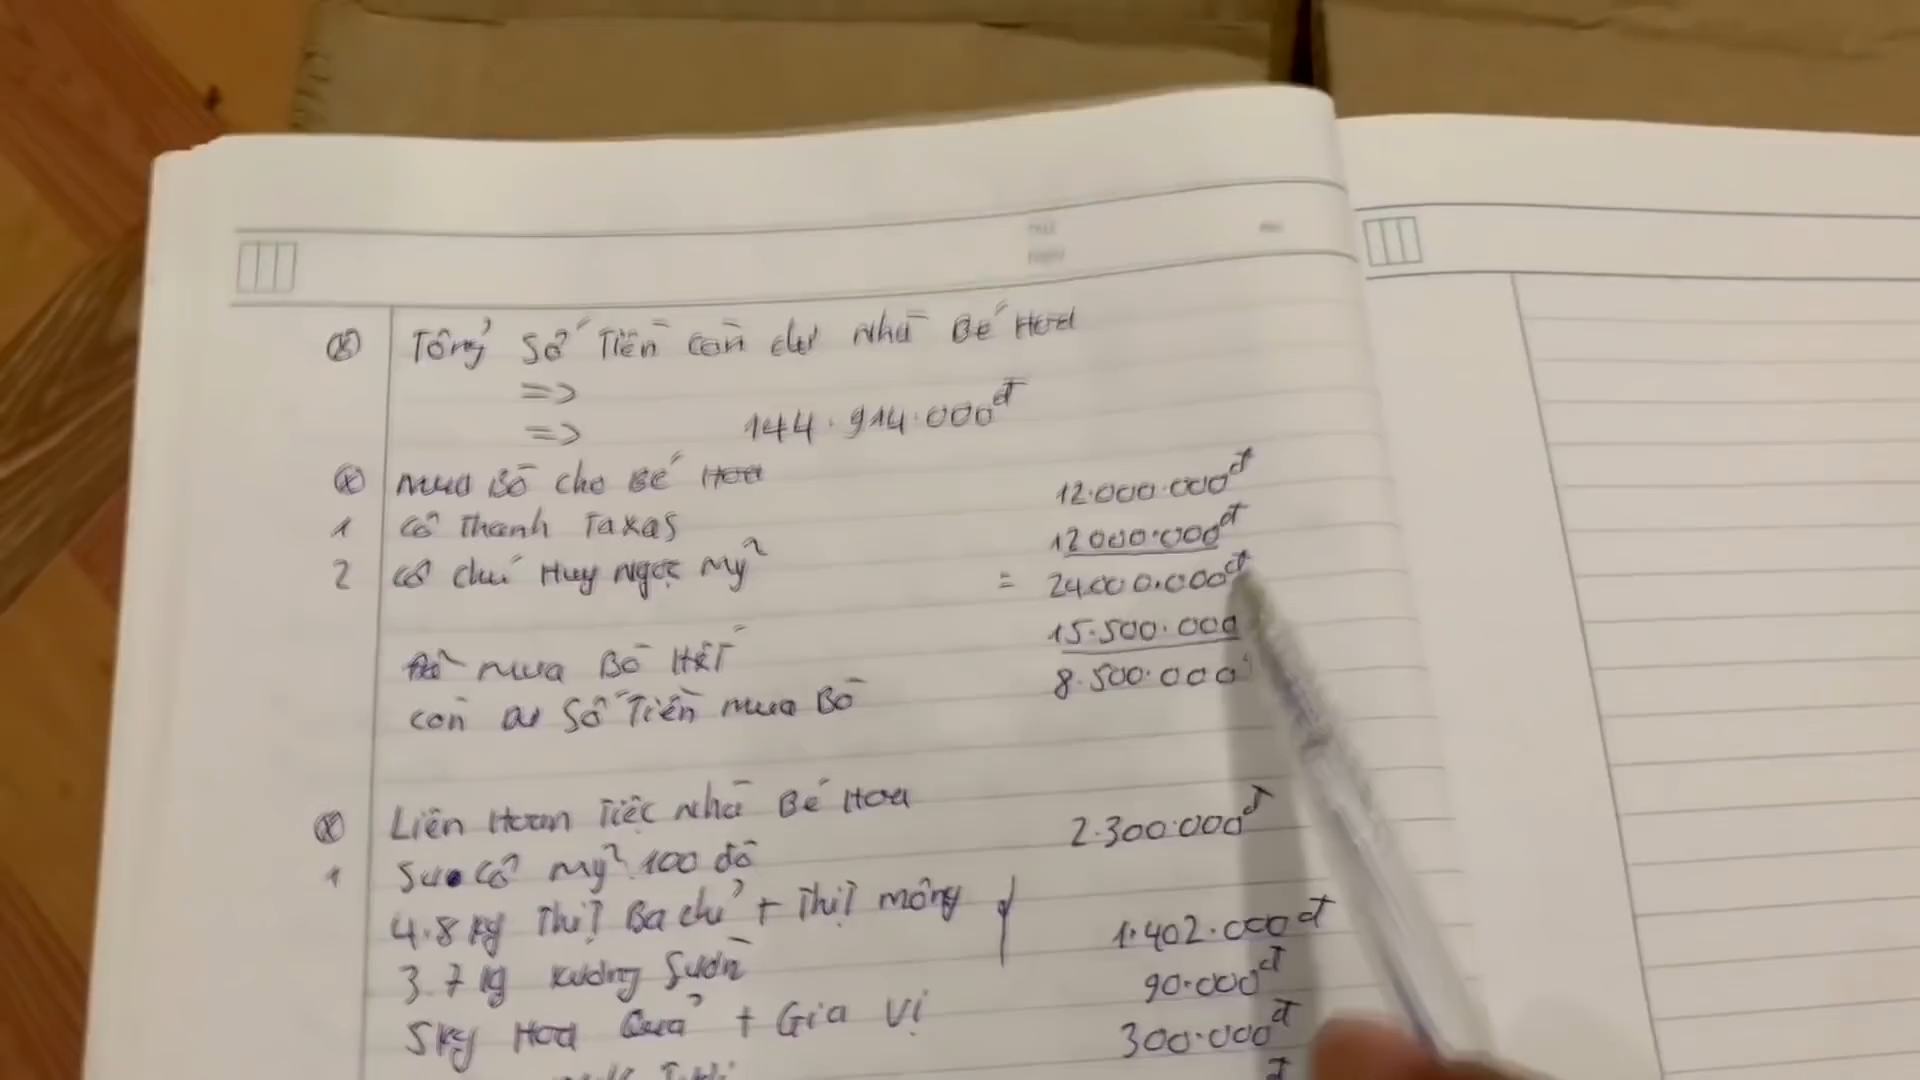 Tổng Số Tiền còn dư nhà Bé Hoa
=>
=> 144.914.000đ
Mua Bò cho Bé Hoa
1 Cô Thanh Taxas 12.000.000đ
2 Cô chú Huy Ngọc Mỹ 12000.000đ
= 24.000.000đ
Đã mua Bò Hết 15.500.000
còn dư Số Tiền mua Bò 8.500.000
Liên Hoan Tiệc nhà Bé Hoa
1 Cô Mỹ 100 đô 2.300.000đ
4.8 kg Thịt Ba chỉ + Thịt mông
3.7 kg xương sườn 1.402.000đ
5kg Hoa Quả + Gia Vị 90.000đ
300.000đ